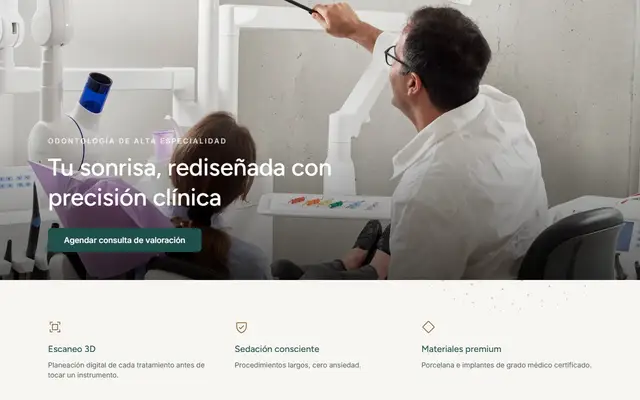 ODONTOLOGÍA DE ALTA ESPECIALIDAD
Tu sonrisa, rediseñada con
precisión clínica
Agendar consulta de valoración
Escaneo 3D
Sedación consciente
Materiales premium
Planeación digital de cada tratamiento antes de
tocar un instrumento.
Procedimientos largos, cero ansiedad.
Porcelana e implantes de grado médico certificado.